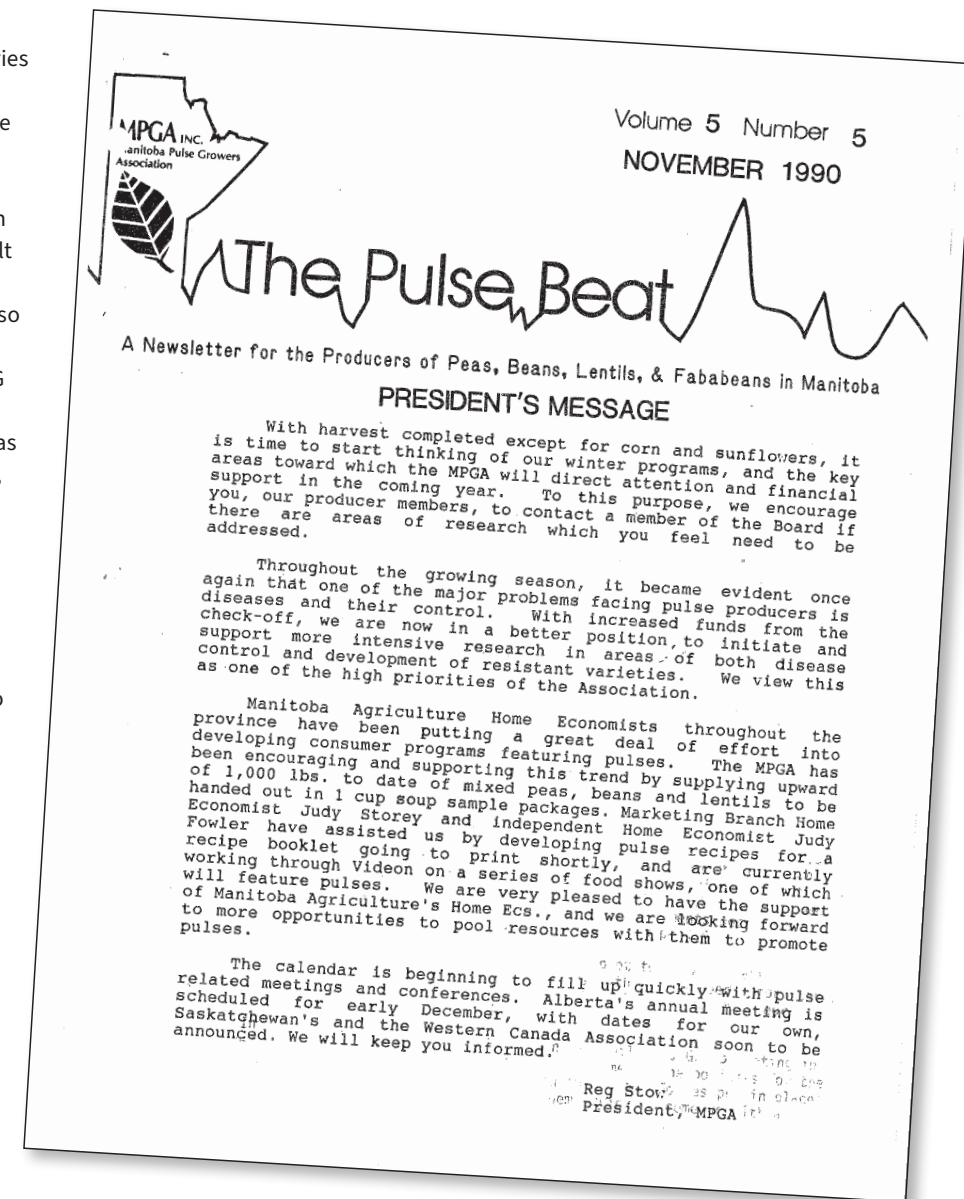 ies
e
n
lt
so
G
as
o
MPGA INC.
anitoba Pulse Growers
Association
Volume 5 Number 5
NOVEMBER 1990
The Pulse Beat
A Newsletter for the Producers of Peas, Beans, Lentils, & Fababeans in Manitoba
PRESIDENT'S MESSAGE
With harvest completed except for corn and sunflowers, it
is time to start thinking of our winter programs, and the key
areas toward which the MPGA will direct attention and financial
support in the coming year. To this purpose, we encourage
you, our producer members, to contact a member of the Board if
there are areas of research which you feel need to be
addressed.
Throughout the growing season, it became evident once
again that one of the major problems facing pulse producers is
diseases and their control. With increased funds from the
check-off, we are now in a better position to initiate and
support more intensive research in areas of both disease
control and development of resistant varieties. We view this
as one of the high priorities of the Association.
Manitoba Agriculture Home Economists throughout the
province have been putting a great deal of effort into
developing consumer programs featuring pulses. The MPGA has
been encouraging and supporting this trend by supplying upward
of 1,000 lbs. to date of mixed peas, beans and lentils to be
handed out in 1 cup soup sample packages. Marketing Branch Home
Economist Judy Storey and independent Home Economist Judy
Fowler have assisted us by developing pulse recipes for a
recipe booklet going to print shortly, and are currently
working through Videon on a series of food shows, one of which
will feature pulses. We are very pleased to have the support
of Manitoba Agriculture's Home Ecs., and we are looking forward
to more opportunities to pool resources with them to promote
pulses.
The calendar is beginning to fill up quickly with pulse
related meetings and conferences. Alberta's annual meeting is
scheduled for early December, with dates for our own,
Saskatchewan's and the Western Canada Association soon to be
announced. We will keep you informed.
Reg Stow
President, MPGA